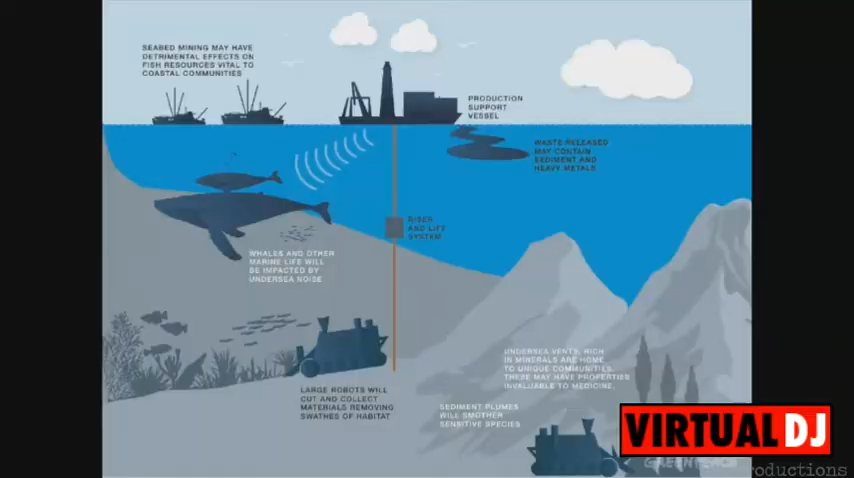 SEABED MINING MAY HAVE
DETRIMENTAL EFFECTS ON
FISH RESOURCES VITAL TO
COASTAL COMMUNITIES
PRODUCTION
SUPPORT
VESSEL
WASTE RELEASED
MAY CONTAIN
SEDIMENT AND
HEAVY METALS
RISER
AND LIFE
SYSTEM
WHALES AND OTHER
MARINE LIFE WILL
BE IMPACTED BY
UNDERSEA NOISE
UNDERSEA VENTS, RICH
IN MINERALS ARE HOME
TO UNIQUE COMMUNITIES.
THESE MAY HAVE PROPERTIES
INVALUABLE TO MEDICINE.
LARGE ROBOTS WILL
CUT AND COLLECT
MATERIALS REMOVING
SWATHES OF HABITAT
SEDIMENT PLUMES
WILL SMOTHER
SENSITIVE SPECIES
VIRTUAL DJ
GREENPEACE
oductions